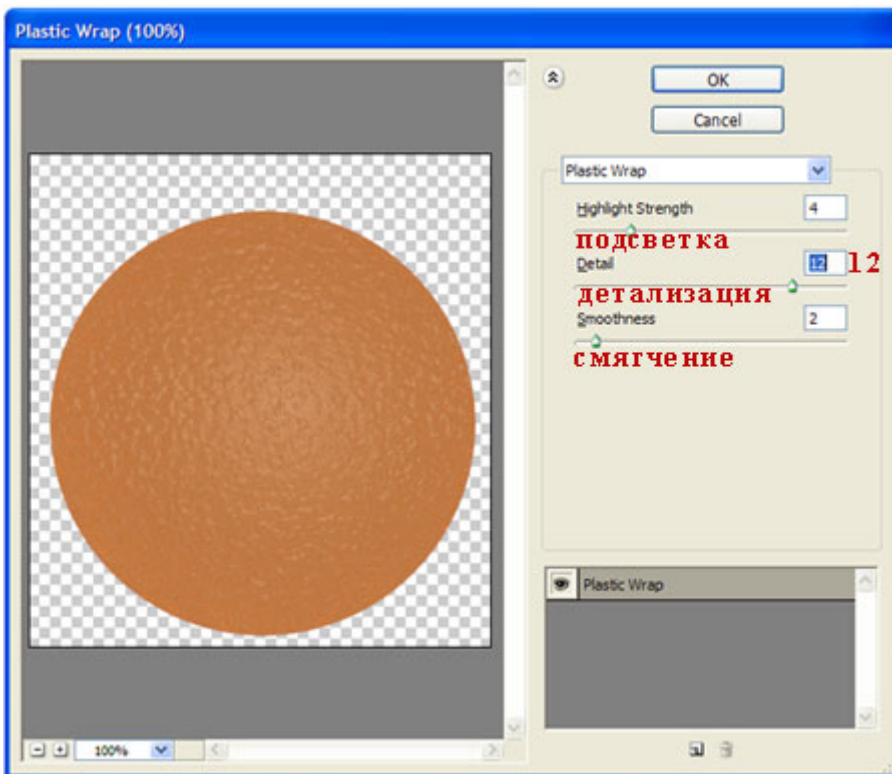 Plastic Wrap (100%)
OK
Cancel
Plastic Wrap
Highlight Strength 4
подсветка
Detail 12 12
детализация
Smoothness 2
смягчение
Plastic Wrap
100%